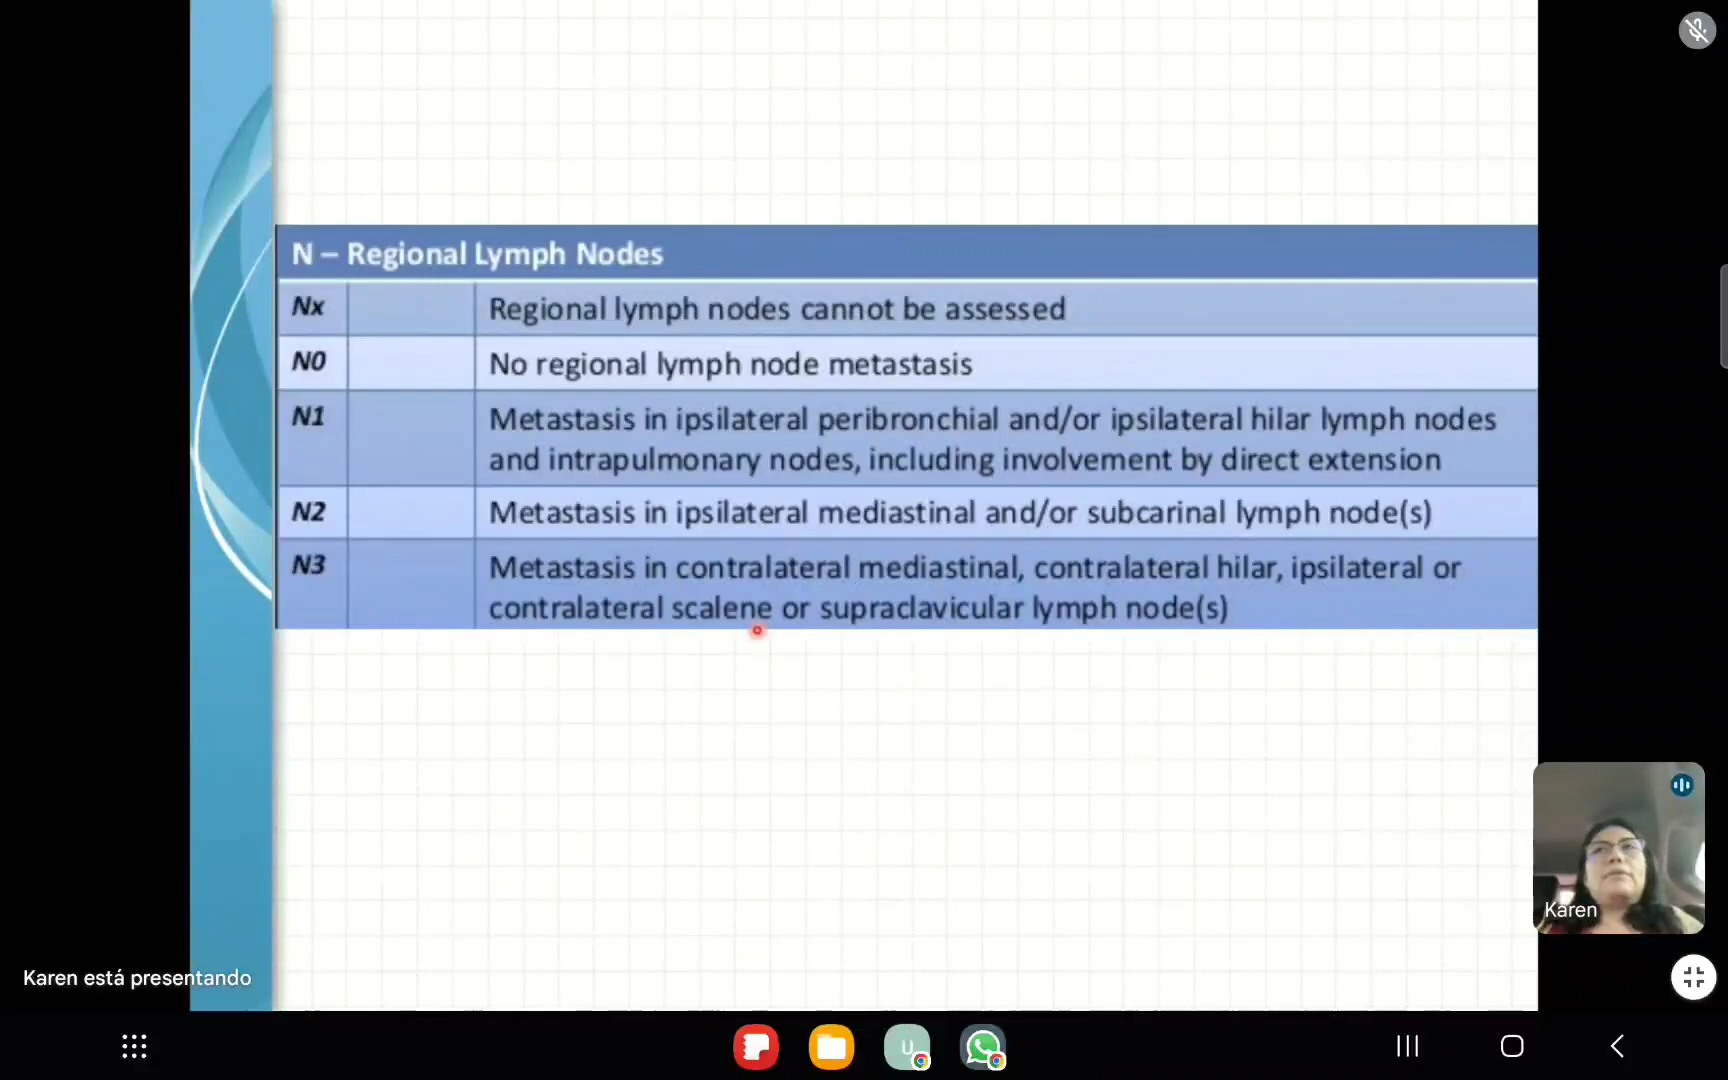 N – Regional Lymph Nodes
Nx Regional lymph nodes cannot be assessed
N0 No regional lymph node metastasis
N1 Metastasis in ipsilateral peribronchial and/or ipsilateral hilar lymph nodes
and intrapulmonary nodes, including involvement by direct extension
N2 Metastasis in ipsilateral mediastinal and/or subcarinal lymph node(s)
N3 Metastasis in contralateral mediastinal, contralateral hilar, ipsilateral or
contralateral scalene or supraclavicular lymph node(s)
Karen
Karen está presentando
U